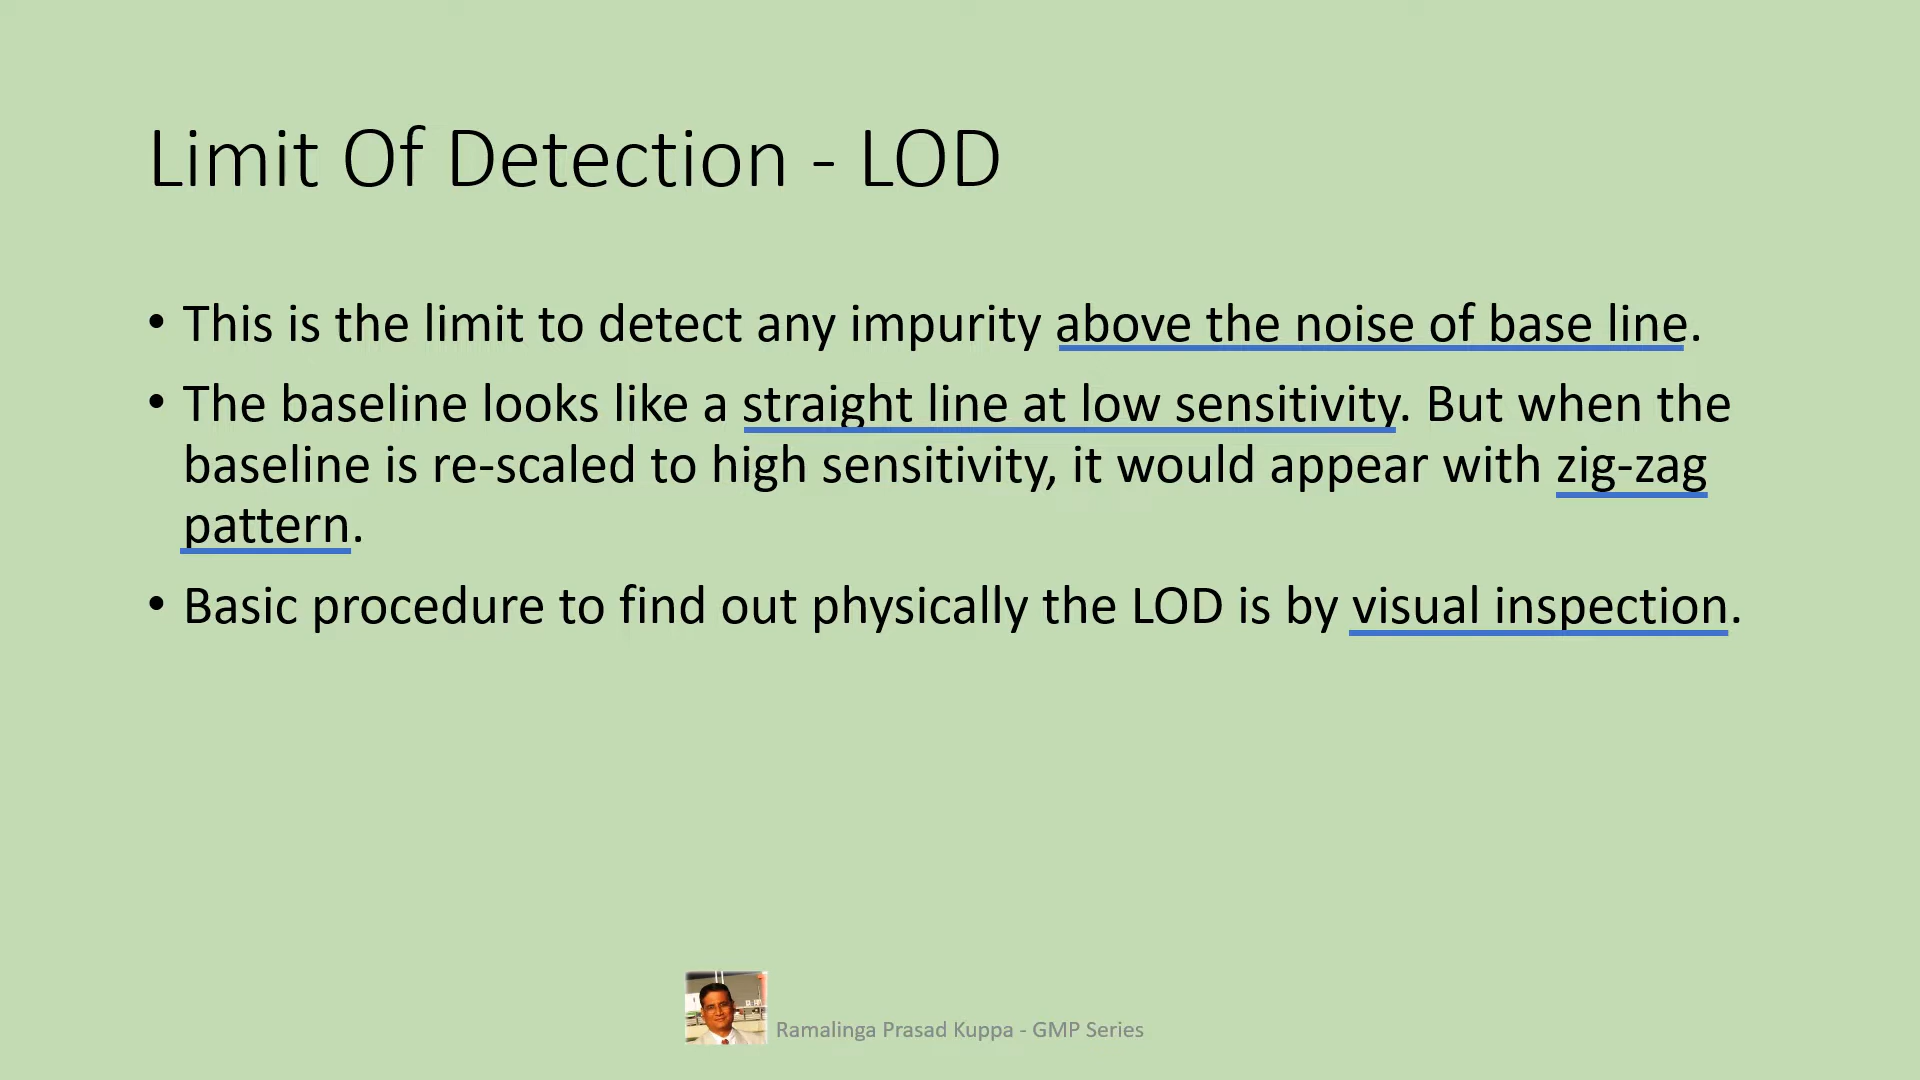 Limit Of Detection - LOD
• This is the limit to detect any impurity above the noise of base line.
• The baseline looks like a straight line at low sensitivity. But when the
baseline is re-scaled to high sensitivity, it would appear with zig-zag
pattern.
• Basic procedure to find out physically the LOD is by visual inspection.
Ramalinga Prasad Kuppa - GMP Series